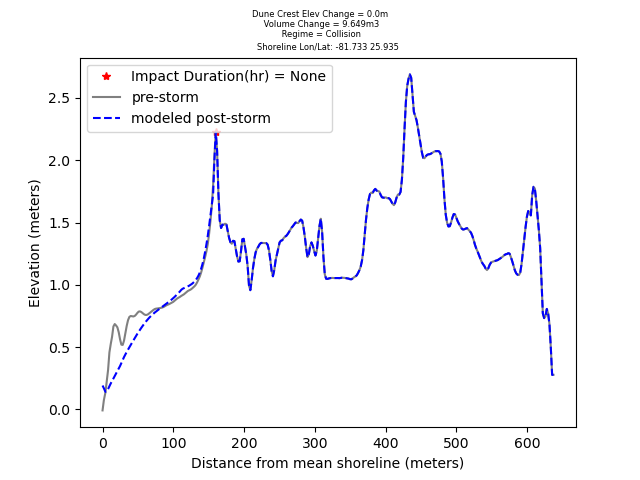 Dune Crest Elev Change = 0.0m
Volume Change = 9.649m3
Regime = Collision
Shoreline Lon/Lat: -81.733 25.935
Impact Duration(hr) = None
pre-storm
modeled post-storm
2.5
2.0
1.5
1.0
0.5
0.0
Elevation (meters)
0 100 200 300 400 500 600
Distance from mean shoreline (meters)